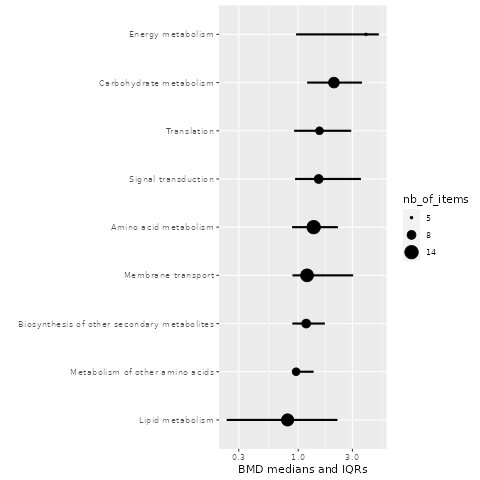 Energy metabolism
Carbohydrate metabolism
Translation
Signal transduction
Amino acid metabolism
Membrane transport
Biosynthesis of other secondary metabolites
Metabolism of other amino acids
Lipid metabolism
0.3 1.0 3.0
BMD medians and IQRs
nb_of_items
5
8
14